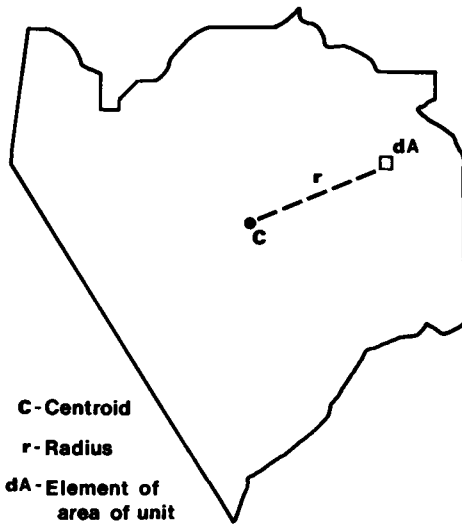 dA
r
C
C-Centroid
r-Radius
dA-Element of
area of unit